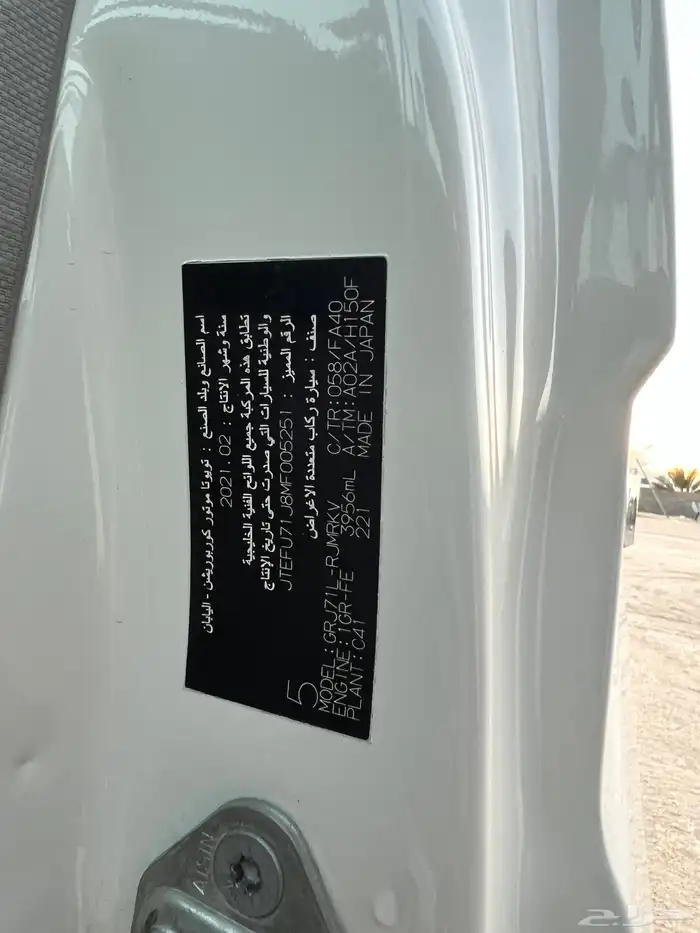 اسم الصانع وبلد الصنع : تويوتا موتور كوربوريشن - اليابان
سنة وشهر الانتاج : 2021.02
تطابق هذه المركبة جميع اللوائح الفنية الخليجية
والوطنية للسيارات التي صدرت حتى تاريخ الإنتاج
الرقم المميز : JTEFU71J8MF005251
صنف : سيارة ركاب متعددة الاغراض
5
MODEL:GRJ71L-RJMRKV C/TR:058/FA40
ENGINE:1GR-FE 3956mL A/TM:A02A/H150F
PLANT:C41 221 MADE IN JAPAN
AISIN
حراج